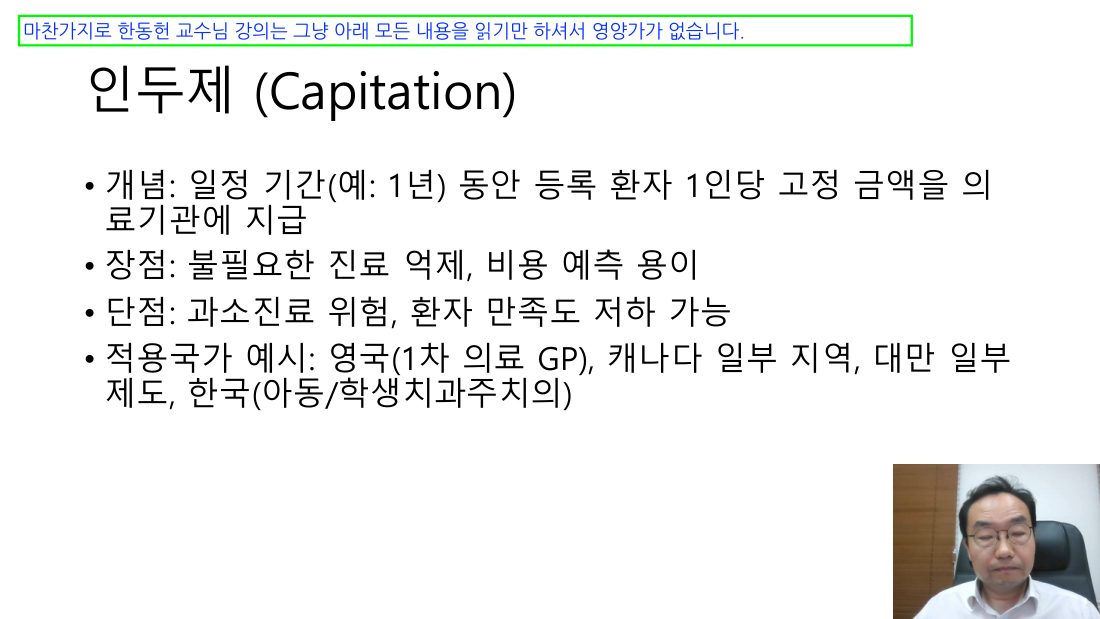 마찬가지로 한동헌 교수님 강의는 그냥 아래 모든 내용을 읽기만 하셔서 영양가가 없습니다.
인두제 (Capitation)
• 개념: 일정 기간(예: 1년) 동안 등록 환자 1인당 고정 금액을 의
료기관에 지급
• 장점: 불필요한 진료 억제, 비용 예측 용이
• 단점: 과소진료 위험, 환자 만족도 저하 가능
• 적용국가 예시: 영국(1차 의료 GP), 캐나다 일부 지역, 대만 일부
제도, 한국(아동/학생치과주치의)